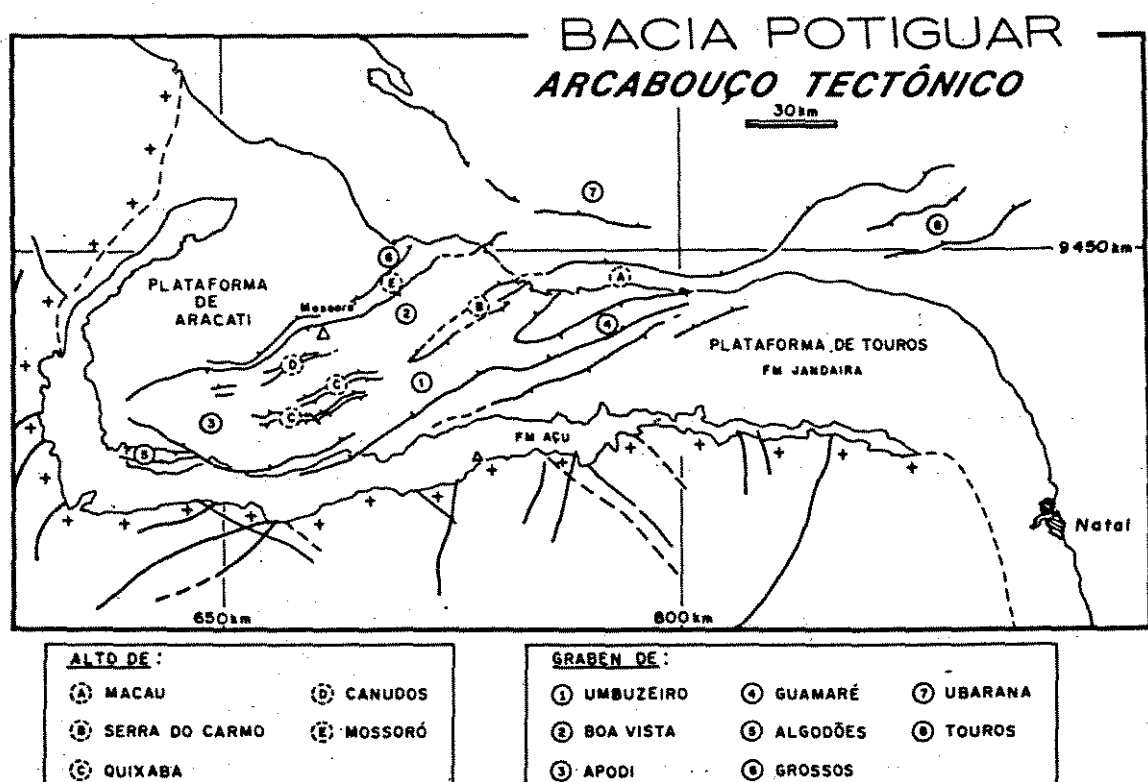 BACIA POTIGUAR
ARCABOUÇO TECTÔNICO
30km
7
8
9450 km
6
E
A
PLATAFORMA
DE
ARACATI
Mossoró
2
B
4
PLATAFORMA DE TOUROS
FM JANDAIRA
D
C
1
3
C
5
FM AÇU
Natal
650km
800km
ALTO DE:
A MACAU
B SERRA DO CARMO
C QUIXABA
D CANUDOS
E MOSSORÓ
GRABEN DE:
1 UMBUZEIRO
2 BOA VISTA
3 APODI
4 GUAMARÉ
5 ALGODÕES
6 GROSSOS
7 UBARANA
8 TOUROS